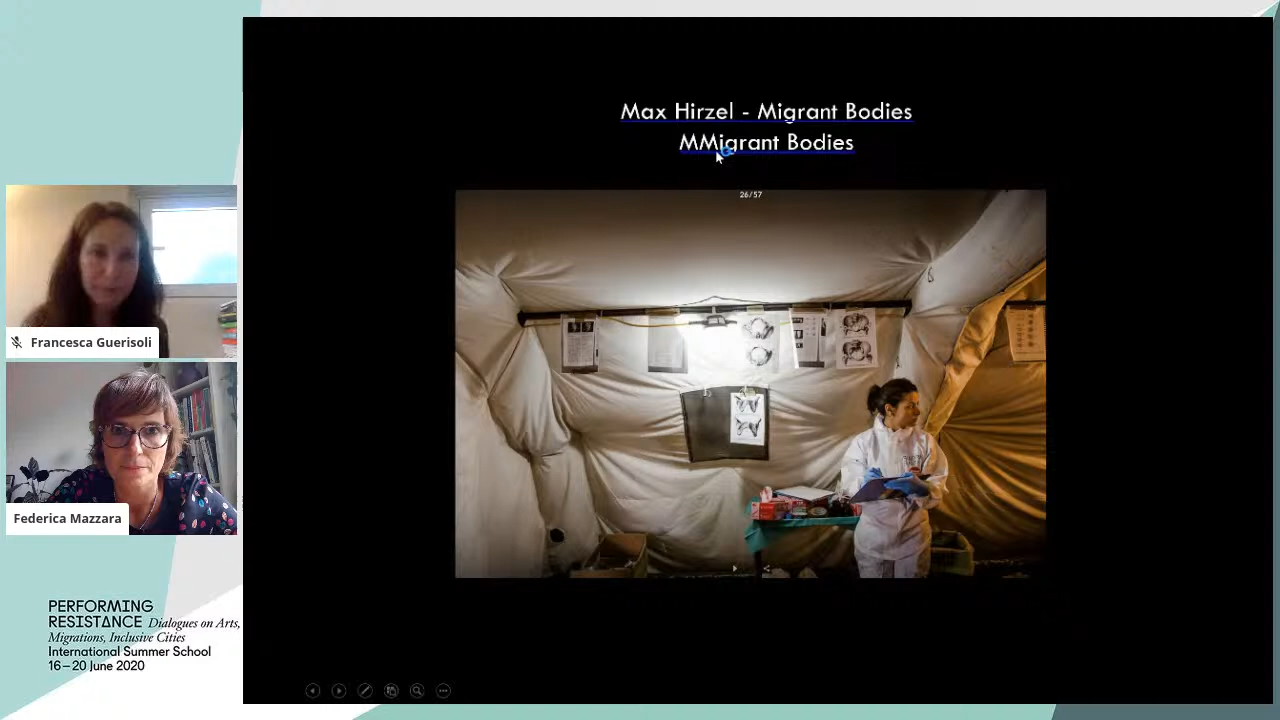 Max Hirzel - Migrant Bodies
MMigrant Bodies
26/57
Francesca Guerisoli
Federica Mazzara
PERFORMING
RESISTANCE Dialogues on Arts,
Migrations, Inclusive Cities
International Summer School
16–20 June 2020